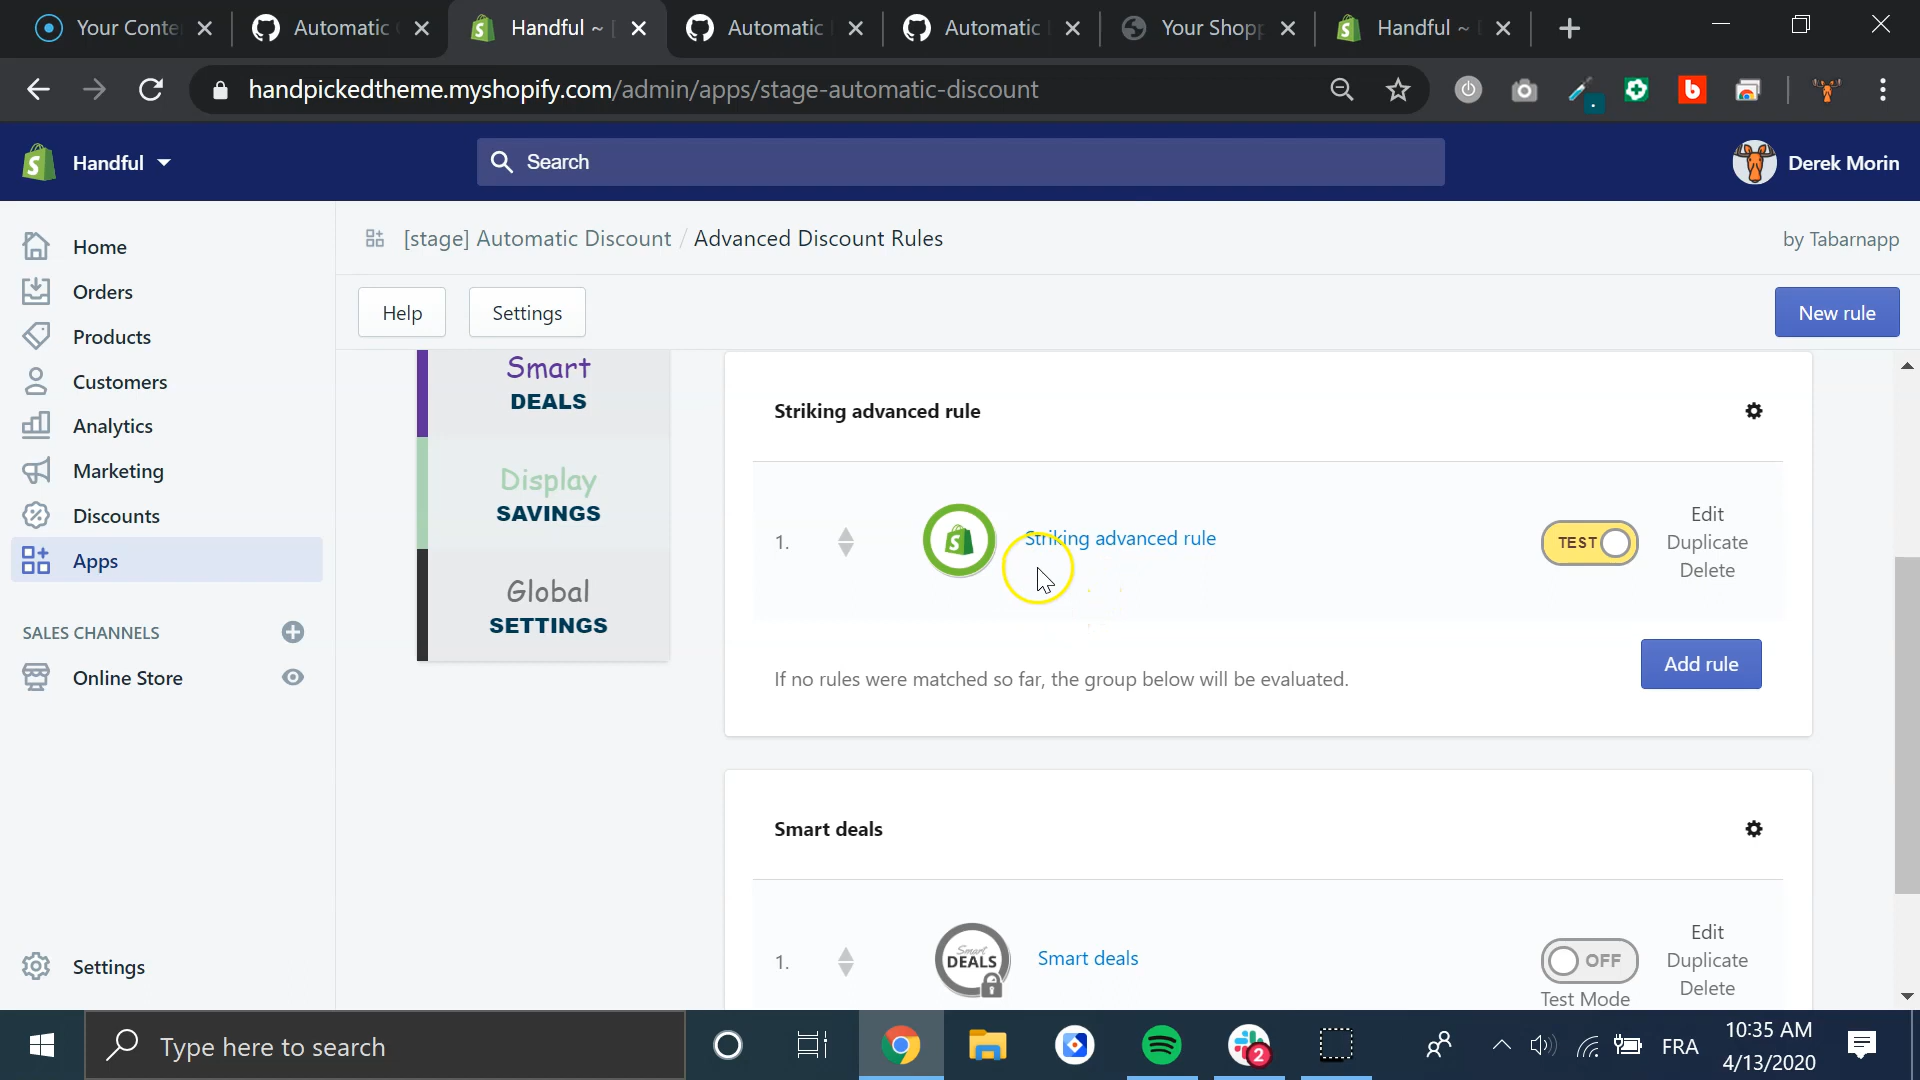 Your Conte
Automatic
Handful ~
Automatic
Automatic
Your Shopp
Handful ~
handpickedtheme.myshopify.com/admin/apps/stage-automatic-discount
Handful
Search
Derek Morin
Home
Orders
Products
Customers
Analytics
Marketing
Discounts
Apps
SALES CHANNELS
Online Store
Settings
[stage] Automatic Discount / Advanced Discount Rules
by Tabarnapp
Help
Settings
New rule
Smart
DEALS
Display
SAVINGS
Global
SETTINGS
Striking advanced rule
1.
Striking advanced rule
TEST
Edit
Duplicate
Delete
If no rules were matched so far, the group below will be evaluated.
Add rule
Smart deals
1.
Smart
DEALS
Smart deals
OFF
Test Mode
Edit
Duplicate
Delete
Type here to search
2
FRA
10:35 AM
4/13/2020